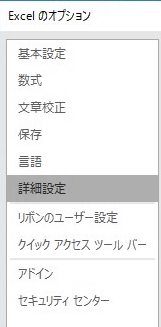 Excel のオプション
基本設定
数式
文章校正
保存
言語
詳細設定
リボンのユーザー設定
クイック アクセス ツール バー
アドイン
セキュリティ センター